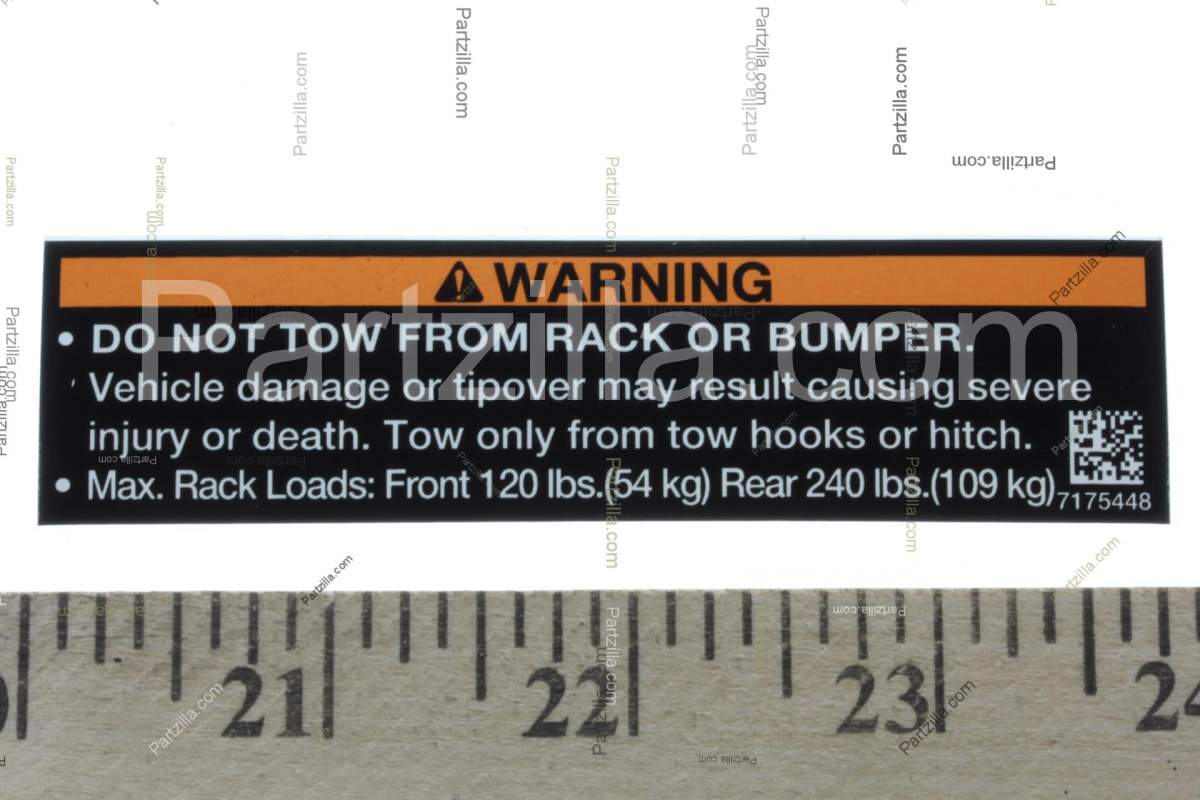 WARNING
• DO NOT TOW FROM RACK OR BUMPER.
Vehicle damage or tipover may result causing severe
injury or death. Tow only from tow hooks or hitch.
• Max. Rack Loads: Front 120 lbs.(54 kg) Rear 240 lbs.(109 kg)
7175448
Partzilla.com
21 22 23 24